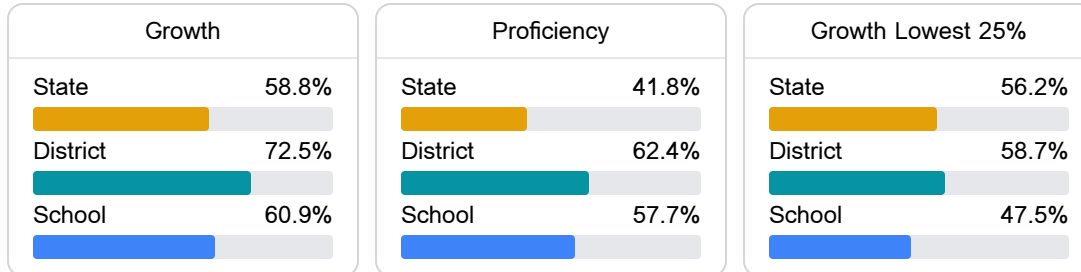 Growth
State 58.8%
District 72.5%
School 60.9%
Proficiency
State 41.8%
District 62.4%
School 57.7%
Growth Lowest 25%
State 56.2%
District 58.7%
School 47.5%